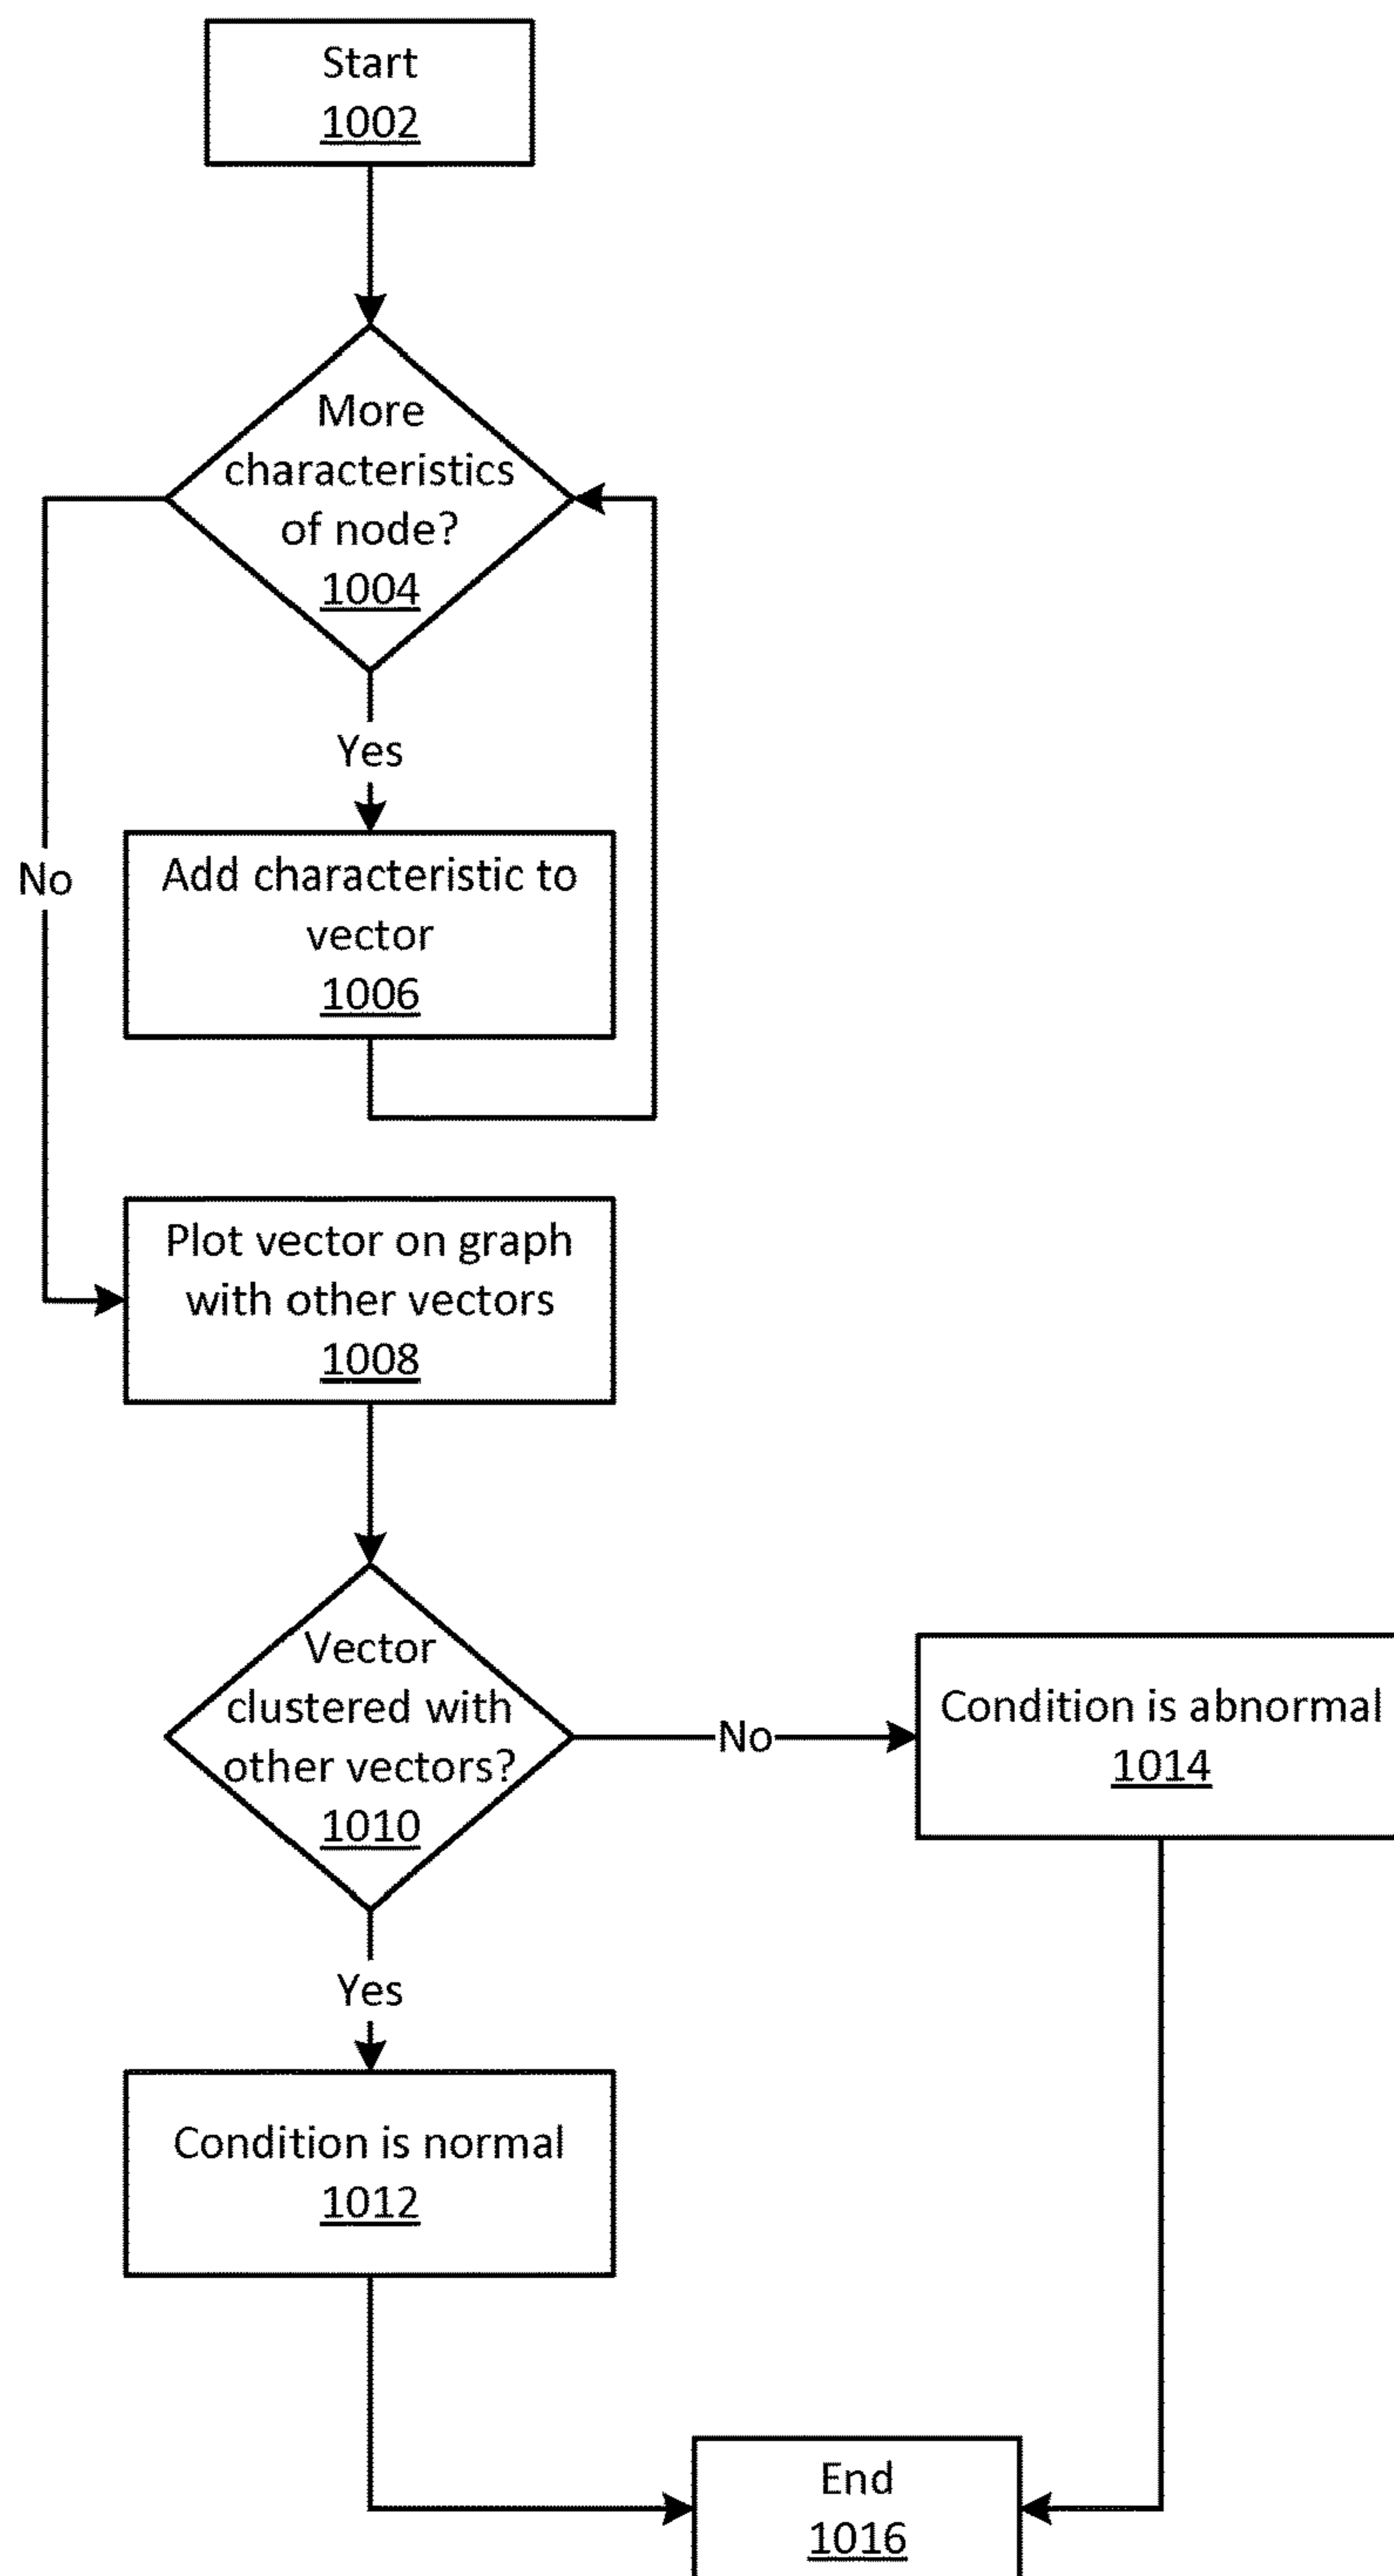 Start
1002
More
characteristics
of node?
1004
Yes
No
Add characteristic to
vector
1006
Plot vector on graph
with other vectors
1008
Vector
clustered with
other vectors?
1010
No
Condition is abnormal
1014
Yes
Condition is normal
1012
End
1016